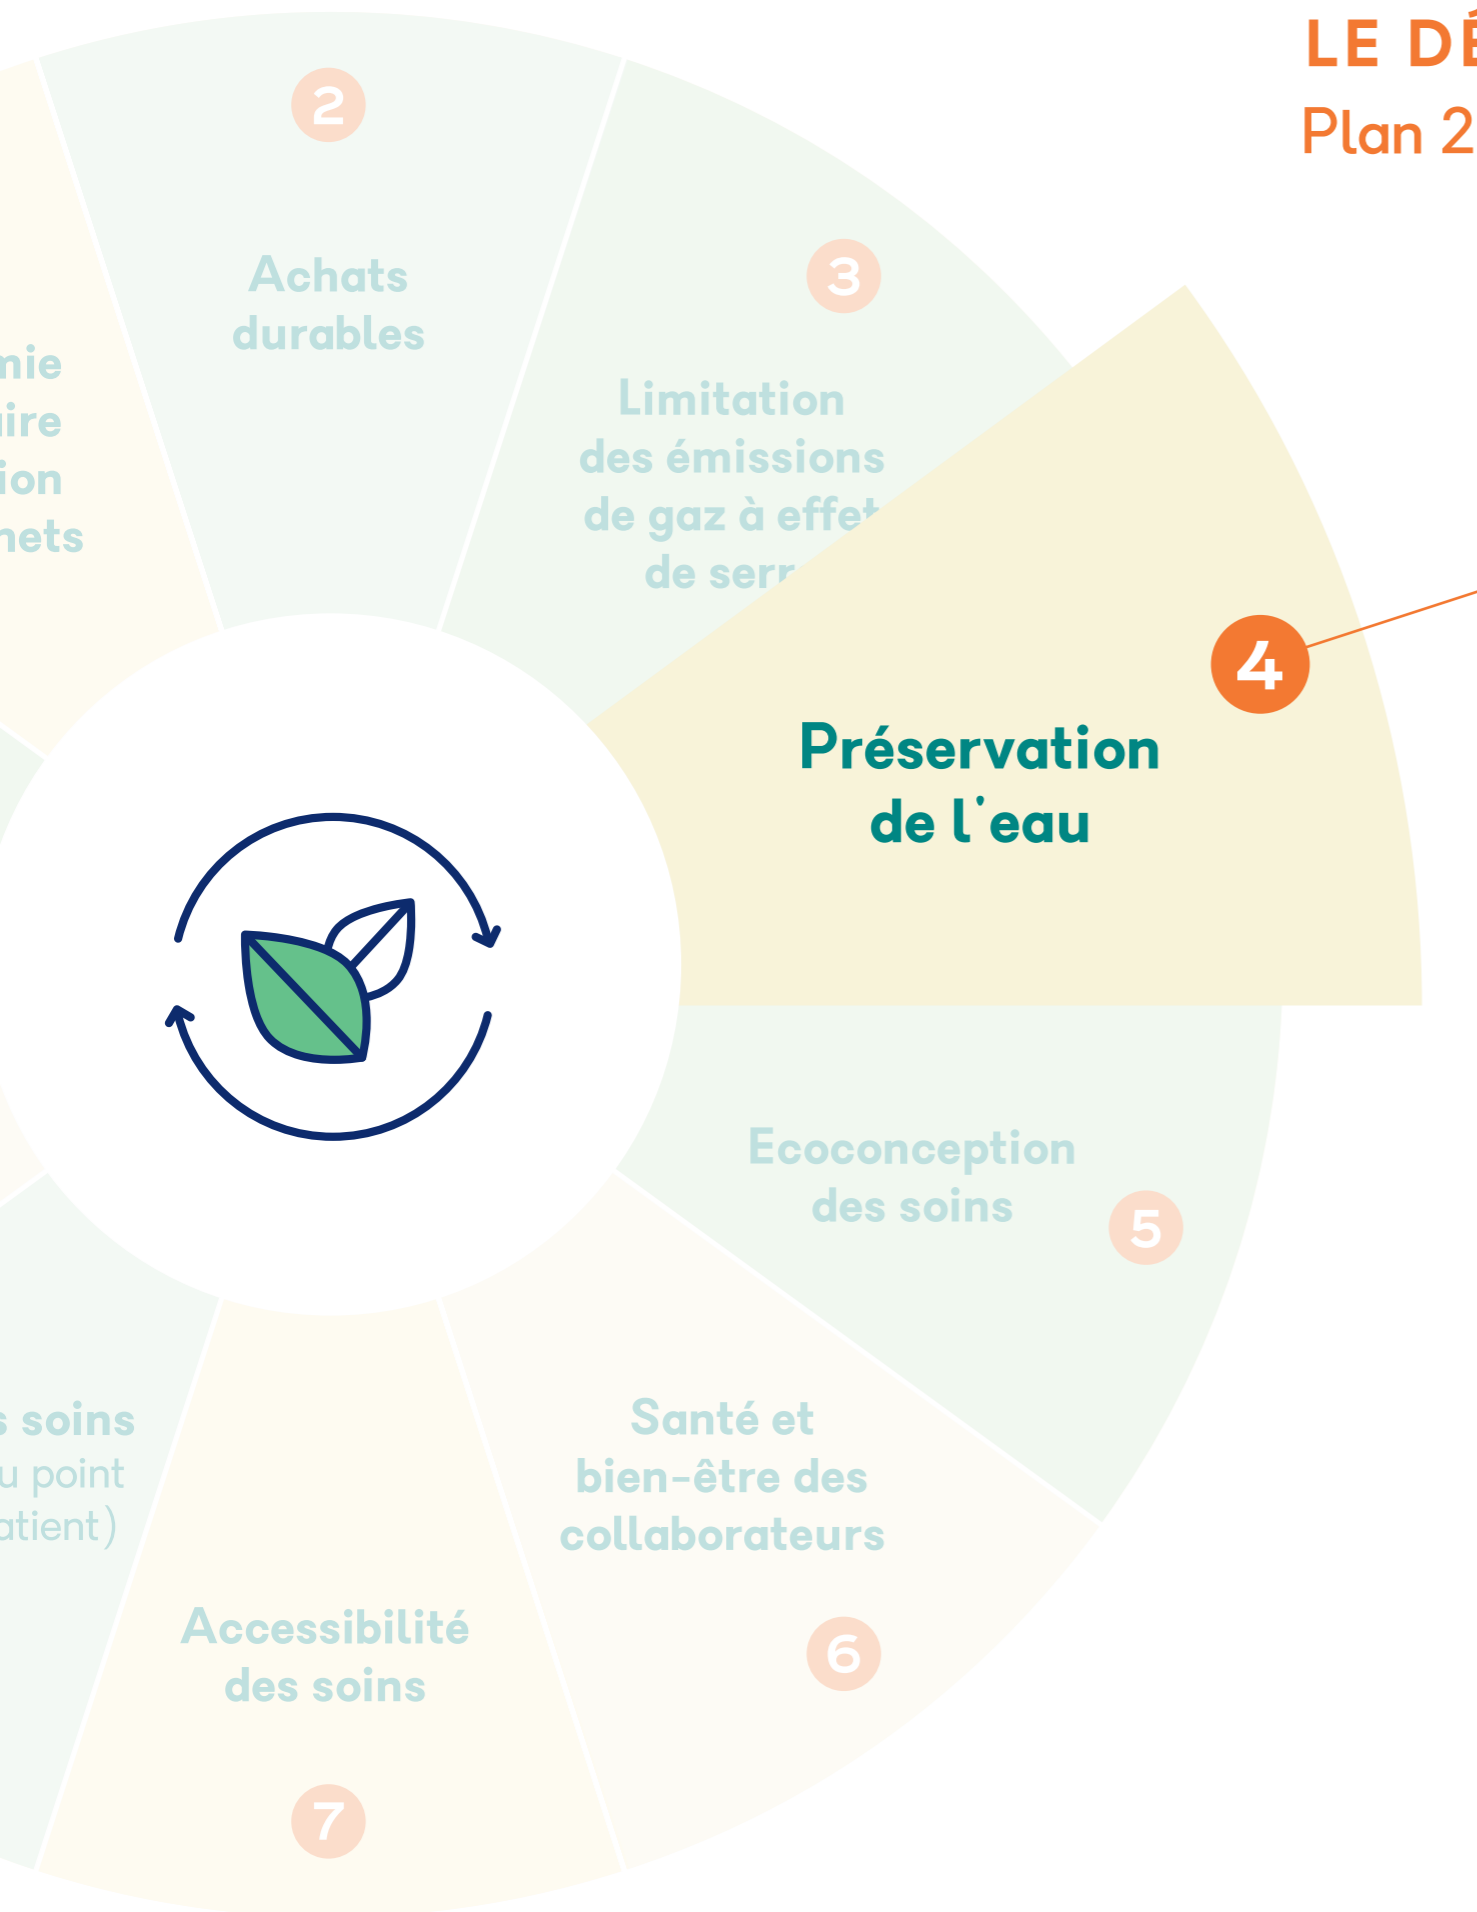 LE D
Plan 2
2
Achats
durables
3
Limitation
des émissions
de gaz à effet
de serr
4
Préservation
de l'eau
Ecoconception
des soins
5
Santé et
bien-être des
collaborateurs
6
Accessibilité
des soins
7
mie
ire
ion
nets
soins
u point
atient)